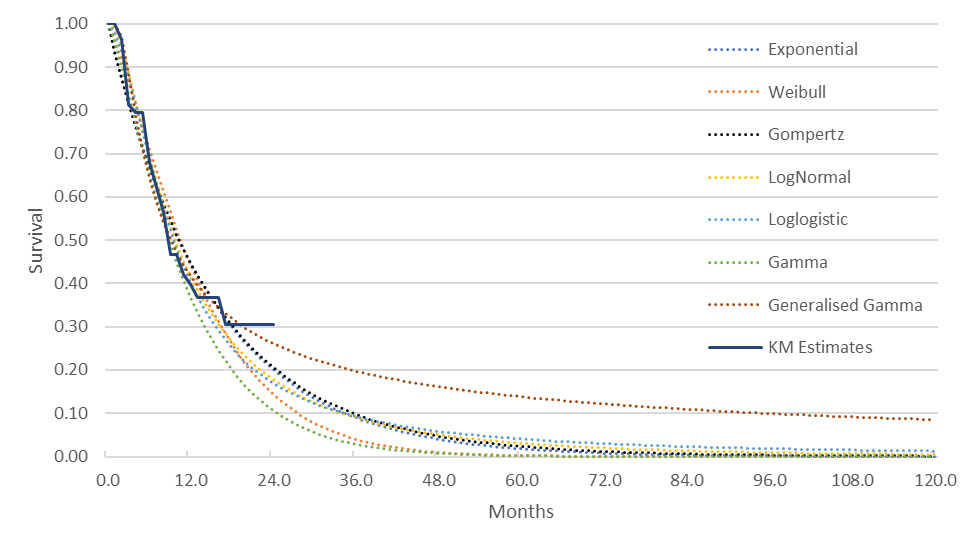 1.00
0.90
0.80
0.70
0.60
0.50
0.40
0.30
0.20
0.10
0.00
Survival
0.0 12.0 24.0 36.0 48.0 60.0 72.0 84.0 96.0 108.0 120.0
Months
Exponential
Weibull
Gompertz
LogNormal
Loglogistic
Gamma
Generalised Gamma
KM Estimates